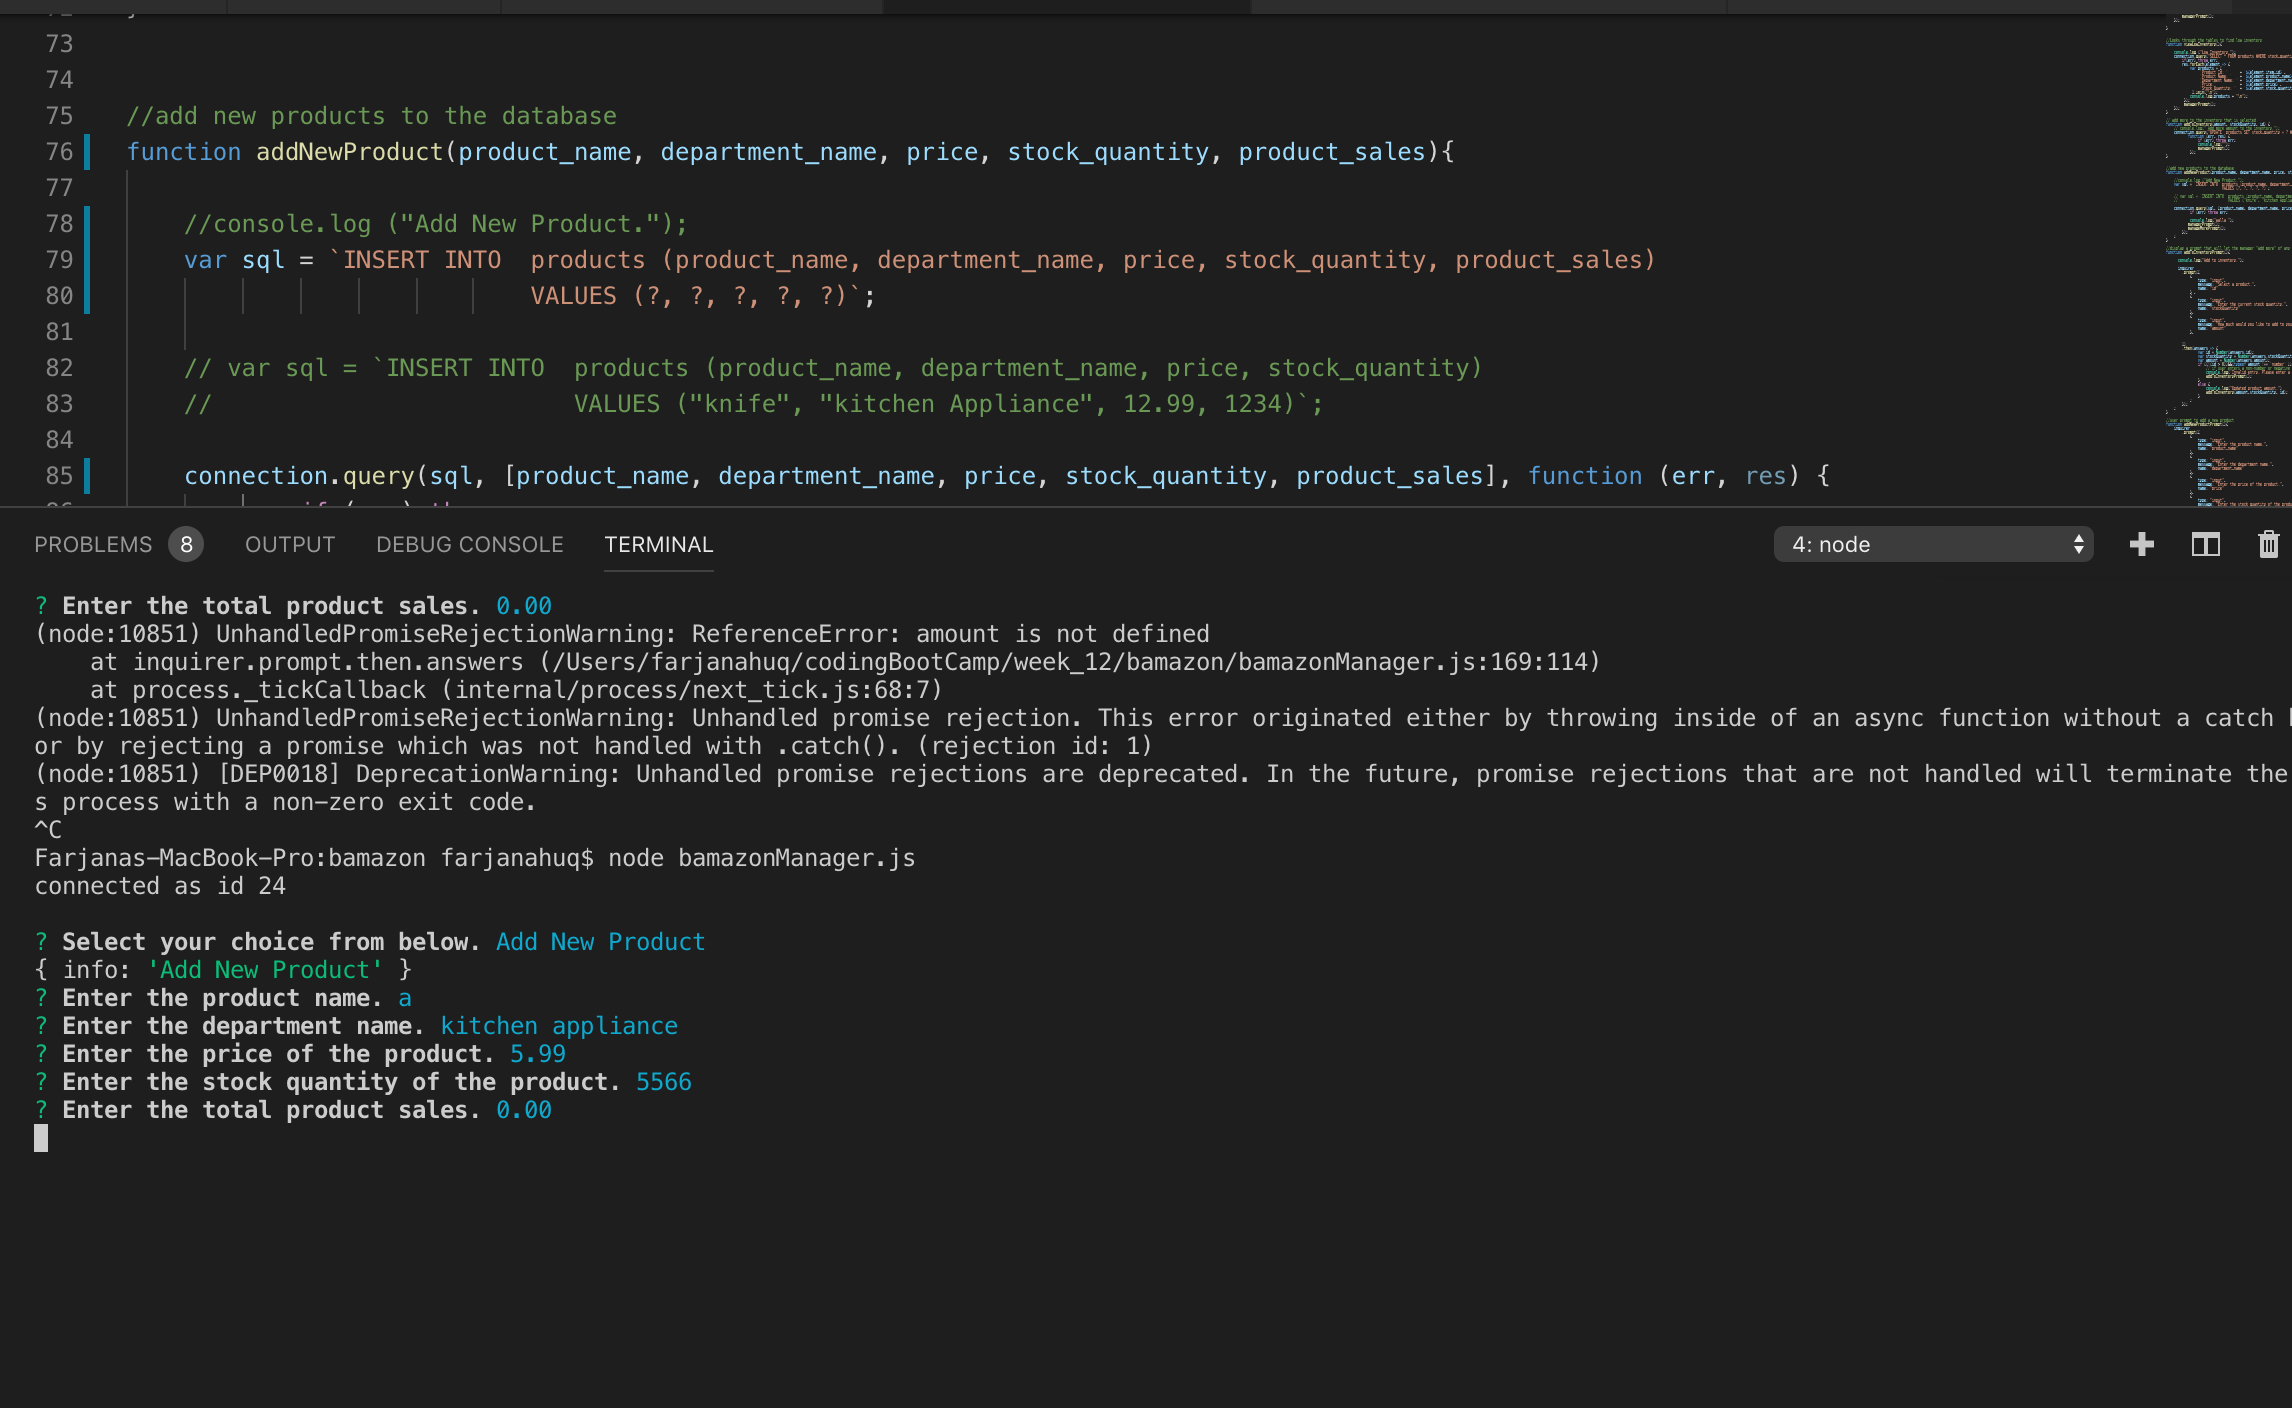 73
74
75 //add new products to the database
76 function addNewProduct(product_name, department_name, price, stock_quantity, product_sales){
77
78 //console.log ("Add New Product.");
79 var sql = `INSERT INTO  products (product_name, department_name, price, stock_quantity, product_sales)
80 VALUES (?, ?, ?, ?, ?)`;
81
82 // var sql = `INSERT INTO  products (product_name, department_name, price, stock_quantity)
83 // VALUES ("knife", "kitchen Appliance", 12.99, 1234)`;
84
85 connection.query(sql, [product_name, department_name, price, stock_quantity, product_sales], function (err, res) {
PROBLEMS 8 OUTPUT DEBUG CONSOLE TERMINAL 4: node
? Enter the total product sales. 0.00
(node:10851) UnhandledPromiseRejectionWarning: ReferenceError: amount is not defined
at inquirer.prompt.then.answers (/Users/farjanahuq/codingBootCamp/week_12/bamazon/bamazonManager.js:169:114)
at process._tickCallback (internal/process/next_tick.js:68:7)
(node:10851) UnhandledPromiseRejectionWarning: Unhandled promise rejection. This error originated either by throwing inside of an async function without a catch
or by rejecting a promise which was not handled with .catch(). (rejection id: 1)
(node:10851) [DEP0018] DeprecationWarning: Unhandled promise rejections are deprecated. In the future, promise rejections that are not handled will terminate the
s process with a non-zero exit code.
^C
Farjanas-MacBook-Pro:bamazon farjanahuq$ node bamazonManager.js
connected as id 24
? Select your choice from below. Add New Product
{ info: 'Add New Product' }
? Enter the product name. a
? Enter the department name. kitchen appliance
? Enter the price of the product. 5.99
? Enter the stock quantity of the product. 5566
? Enter the total product sales. 0.00